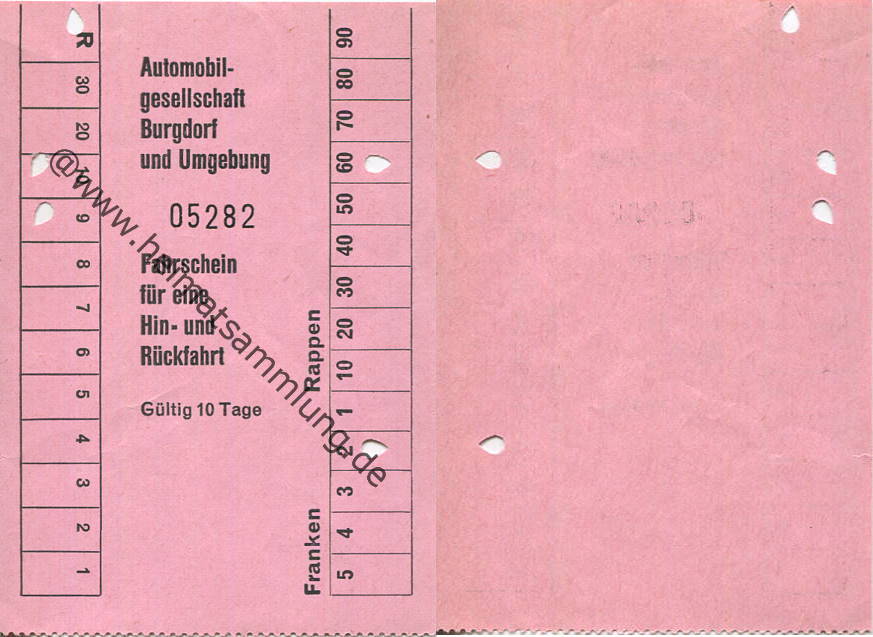 R
30
20
10
9
8
7
6
5
4
3
2
1
Automobil-
gesellschaft
Burgdorf
und Umgebung
05282
Fahrschein
für eine
Hin- und
Rückfahrt
Gültig 10 Tage
Rappen
90
80
70
60
50
40
30
20
10
Franken
1
2
3
4
5
@www.heimatsammlung.de